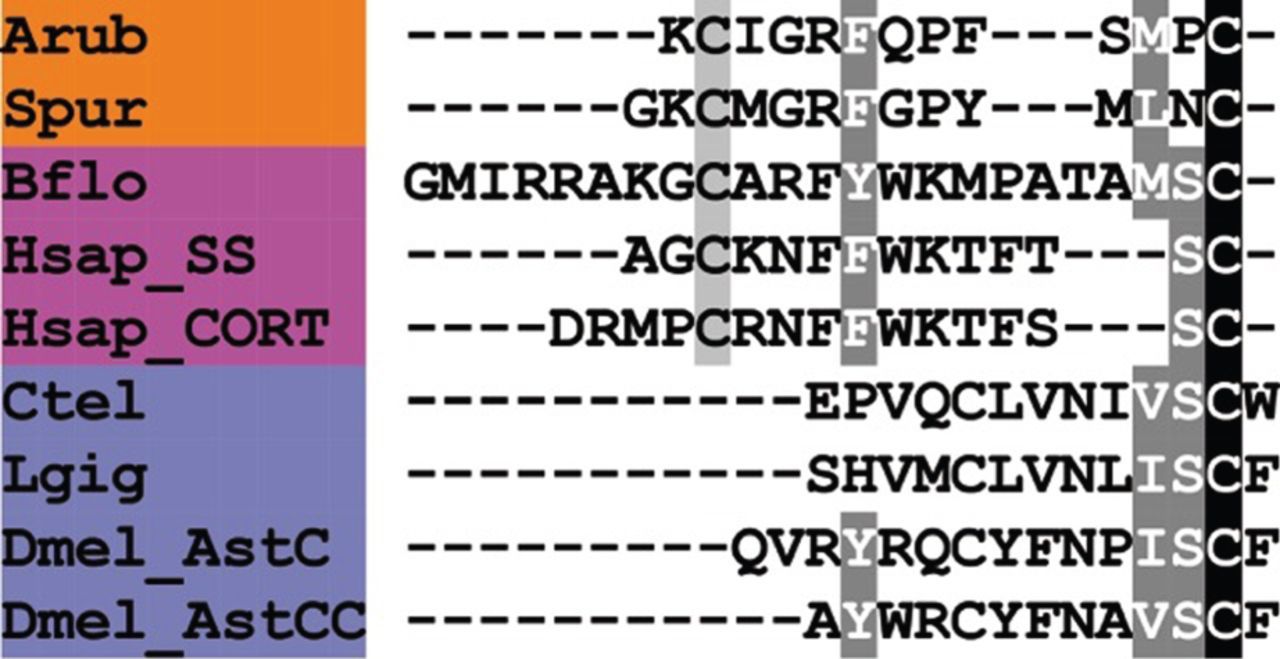 Arub -------KCIGRFQPF---SMPC-
Spur ------GKCMGRFGPY---MLNC-
Bflo GMIRRAKGCARFYWKMPATAMSC-
Hsap_SS ------AGCKNFFWKTFT---SC-
Hsap_CORT ----DRMPCRNFFWKTFS---SC-
Ctel -----------EPVQCLVNIVSCW
Lgig -----------SHVMCLVNLISCF
Dmel_AstC ---------QVRYRQCYFNPISCF
Dmel_AstCC -----------AYWRCYFNAVSCF